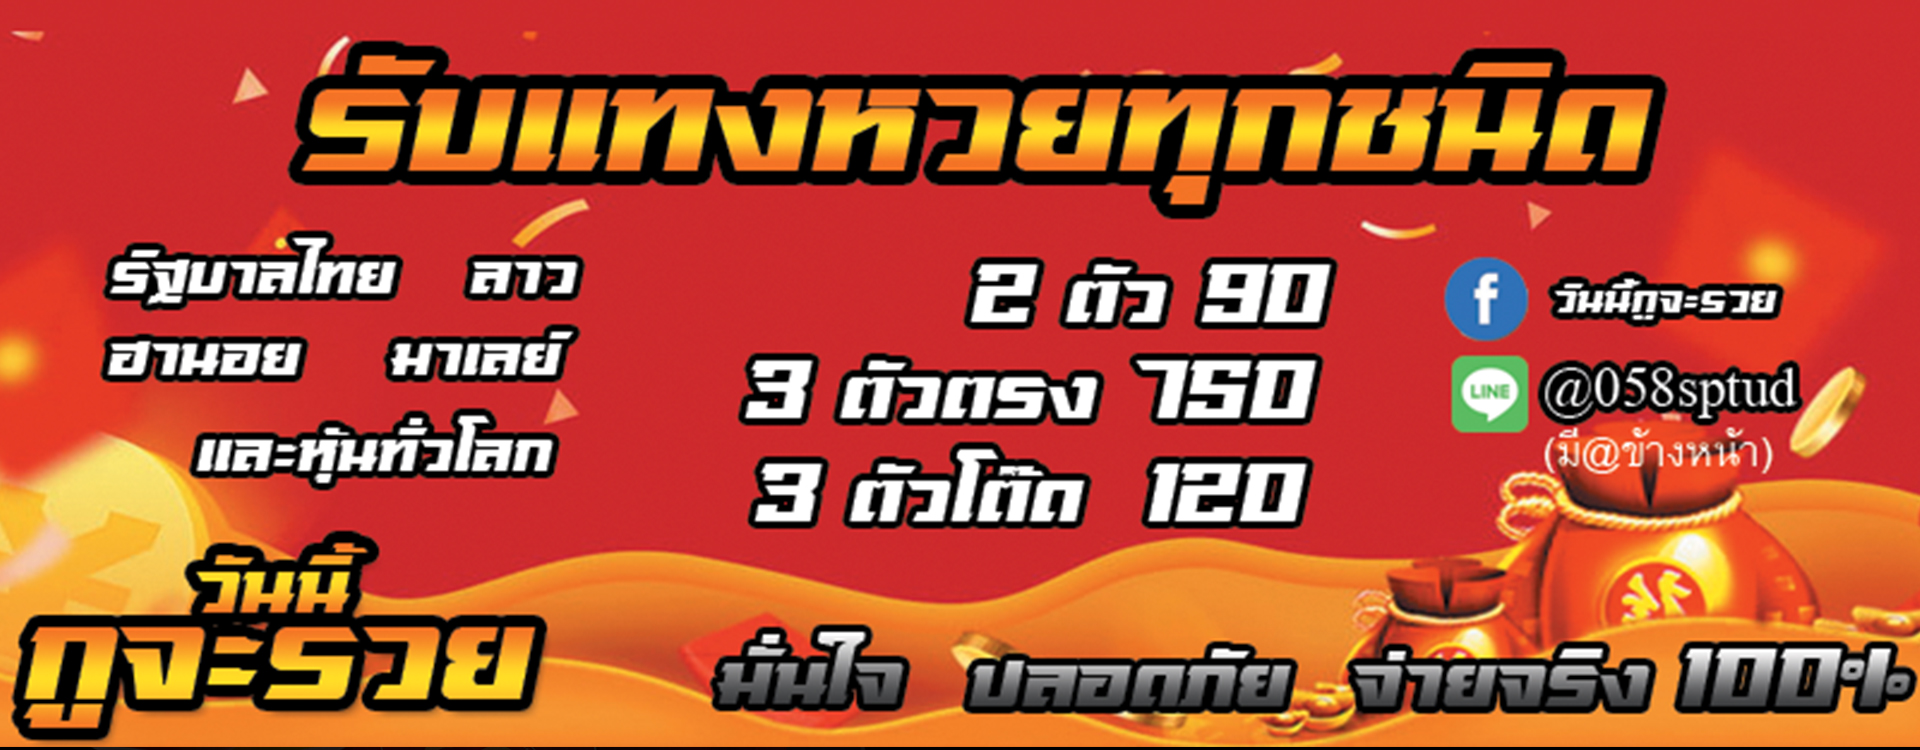 รับแทงหวยทุกชนิด
รัฐบาลไทย ลาว
ฮานอย มาเลย์
และหุ้นทั่วโลก
2 ตัว 90
3 ตัวตรง 750
3 ตัวโต๊ด 120
วันนี้กูจะรวย
LINE @058sptud
(มี@ข้างหน้า)
วันนี้
กูจะรวย
มั่นใจ ปลอดภัย จ่ายจริง 100%